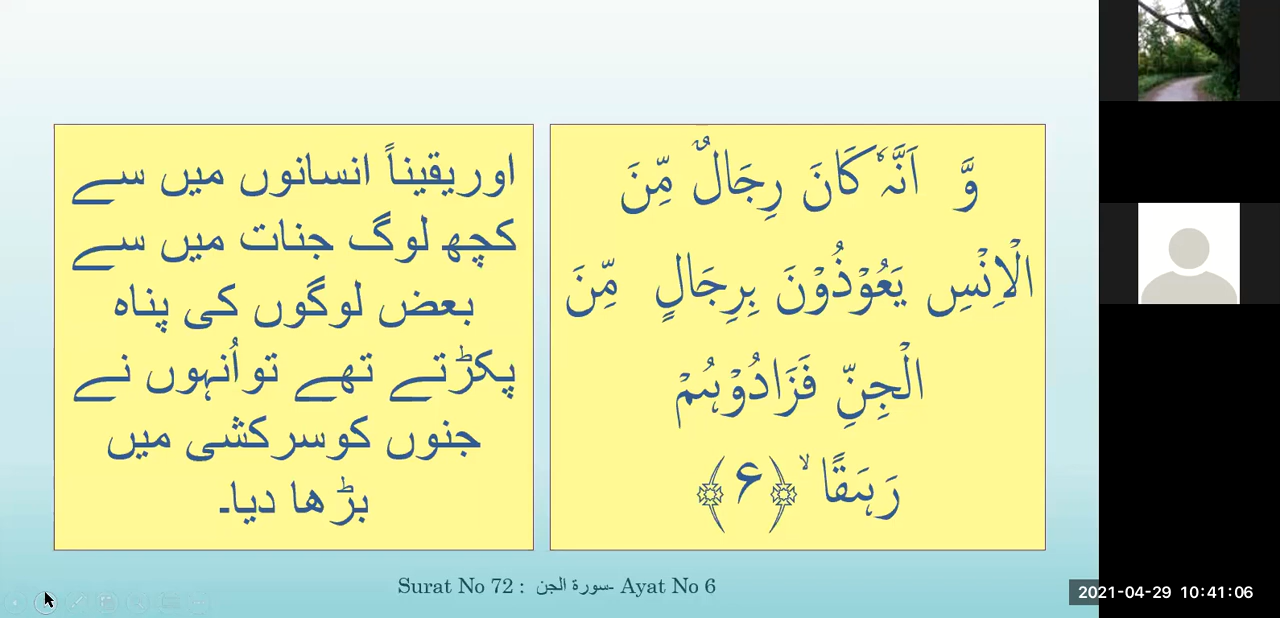 وَّ اَنَّہٗ کَانَ رِجَالٌ مِّنَ
الۡاِنۡسِ یَعُوۡذُوۡنَ بِرِجَالٍ مِّنَ
الۡجِنِّ فَزَادُوۡہُمۡ
رَہَقًا ۙ﴿۶﴾
اوریقیناً انسانوں میں سے
کچھ لوگ جنات میں سے
بعض لوگوں کی پناہ
پکڑتے تھے تواُنہوں نے
جنوں کوسرکشی میں
بڑھا دیا۔
Surat No 72 : سورۃ الجن - Ayat No 6
2021-04-29 10:41:06